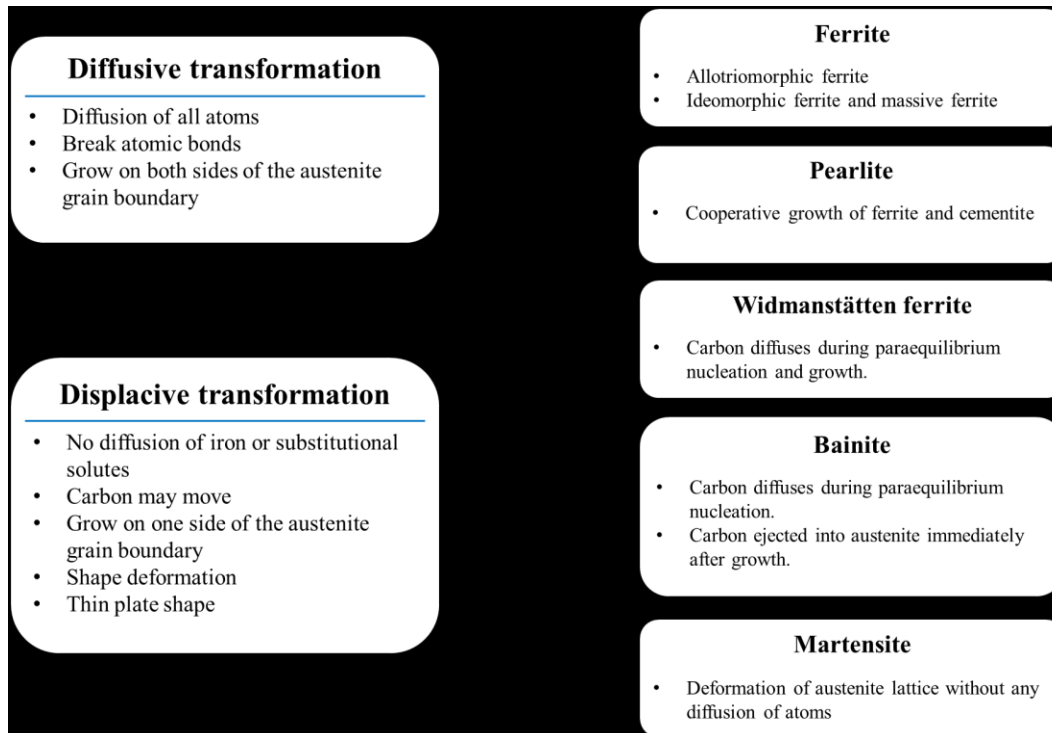 Diffusive transformation
• Diffusion of all atoms
• Break atomic bonds
• Grow on both sides of the austenite
grain boundary
Displacive transformation
• No diffusion of iron or substitutional
solutes
• Carbon may move
• Grow on one side of the austenite
grain boundary
• Shape deformation
• Thin plate shape
Ferrite
• Allotriomorphic ferrite
• Ideomorphic ferrite and massive ferrite
Pearlite
• Cooperative growth of ferrite and cementite
Widmanstätten ferrite
• Carbon diffuses during paraequilibrium
nucleation and growth.
Bainite
• Carbon diffuses during paraequilibrium
nucleation.
• Carbon ejected into austenite immediately
after growth.
Martensite
• Deformation of austenite lattice without any
diffusion of atoms